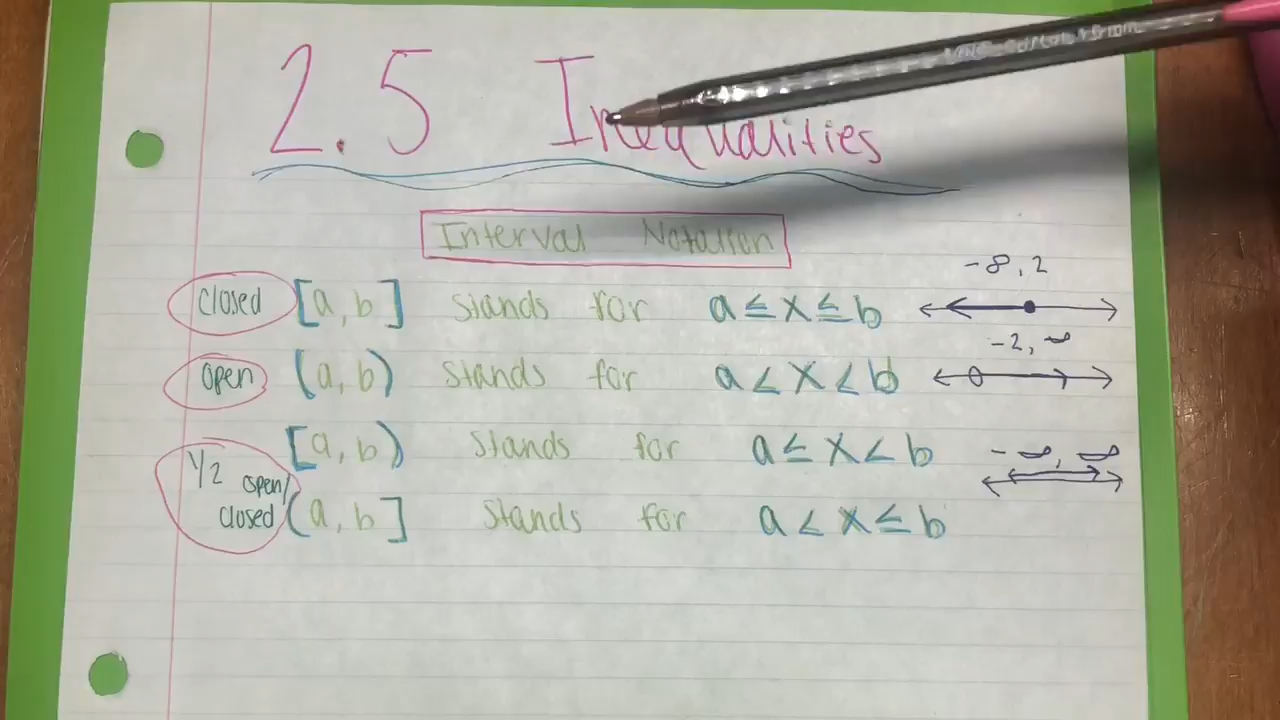 2.5 Inequalities
Interval Notation
closed [a, b] stands for a ≤ x ≤ b
-∞, 2
open (a, b) stands for a < x < b
-2, ∞
1/2 open/closed
[a, b) stands for a ≤ x < b
-∞, ∞
(a, b] stands for a < x ≤ b